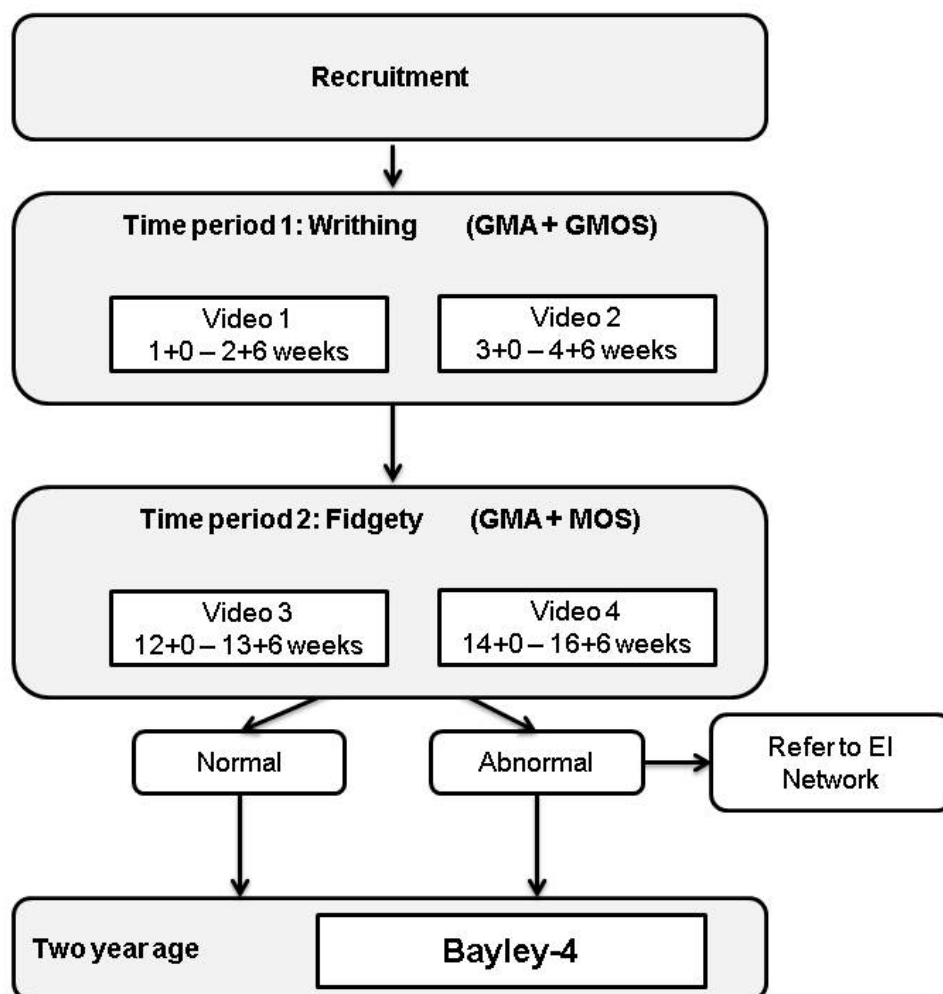 Recruitment
Time period 1: Writhing (GMA + GMOS)
Video 1
1+0 – 2+6 weeks
Video 2
3+0 – 4+6 weeks
Time period 2: Fidgety (GMA + MOS)
Video 3
12+0 – 13+6 weeks
Video 4
14+0 – 16+6 weeks
Normal
Abnormal
Refer to EI
Network
Two year age
Bayley-4